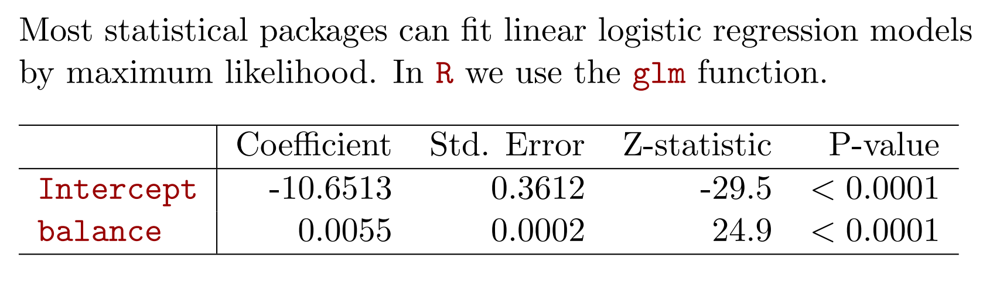 Most statistical packages can fit linear logistic regression models
by maximum likelihood. In R we use the glm function.
Coefficient Std. Error Z-statistic P-value
Intercept -10.6513 0.3612 -29.5 < 0.0001
balance 0.0055 0.0002 24.9 < 0.0001